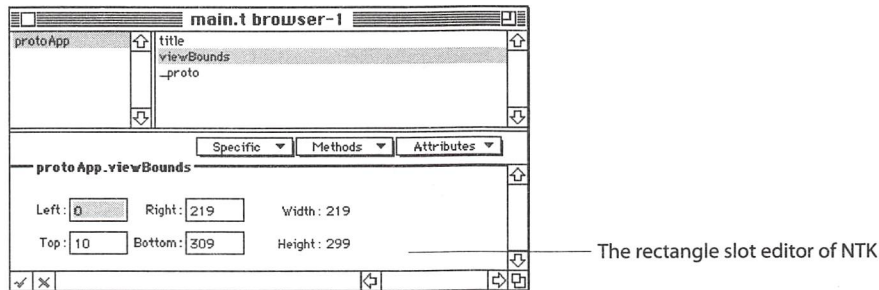 main.t browser-1
protoApp
title
viewBounds
_proto
Specific Methods Attributes
protoApp.viewBounds
Left: 0 Right: 219 Width: 219
Top: 10 Bottom: 309 Height: 299
The rectangle slot editor of NTK